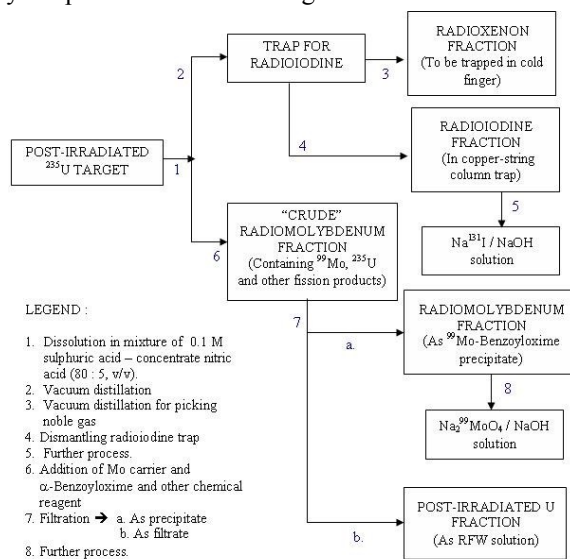 TRAP FOR
RADIOIODINE
RADIOXENON
FRACTION
(To be trapped in cold
finger)
2
3
4
RADIOIODINE
FRACTION
(In copper-string
column trap)
POST-IRRADIATED
²³⁵U TARGET
1
5
Na¹³¹I / NaOH
solution
6
“CRUDE”
RADIOMOLYBDENUM
FRACTION
(Containing ⁹⁹Mo, ²³⁵U
and other fission products)
7
a.
RADIOMOLYBDENUM
FRACTION
(As ⁹⁹Mo-Benzoyloxime
precipitate)
8
Na₂⁹⁹MoO₄ / NaOH
solution
b.
POST-IRRADIATED U
FRACTION
(As RFW solution)
LEGEND :
1. Dissolution in mixture of 0.1 M
sulphuric acid – concentrate nitric
acid (80 : 5, v/v).
2. Vacuum distillation
3. Vacuum distillation for picking
noble gas
4. Dismantling radioiodine trap
5. Further process.
6. Addition of Mo carrier and
α-Benzoyloxime and other chemical
reagent
7. Filtration ➔ a. As precipitate
b. As filtrate
8. Further process.